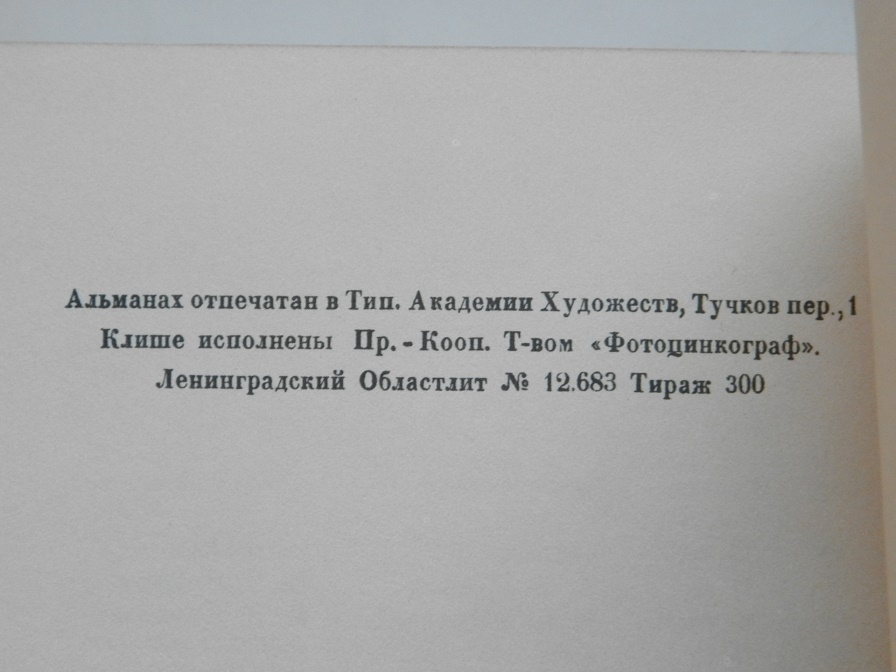 Альманах отпечатан в Тип. Академии Художеств, Тучков пер., 1
Клише исполнены Пр. - Кооп. Т-вом «Фотоцинкограф».
Ленинградский Областлит № 12.683 Тираж 300